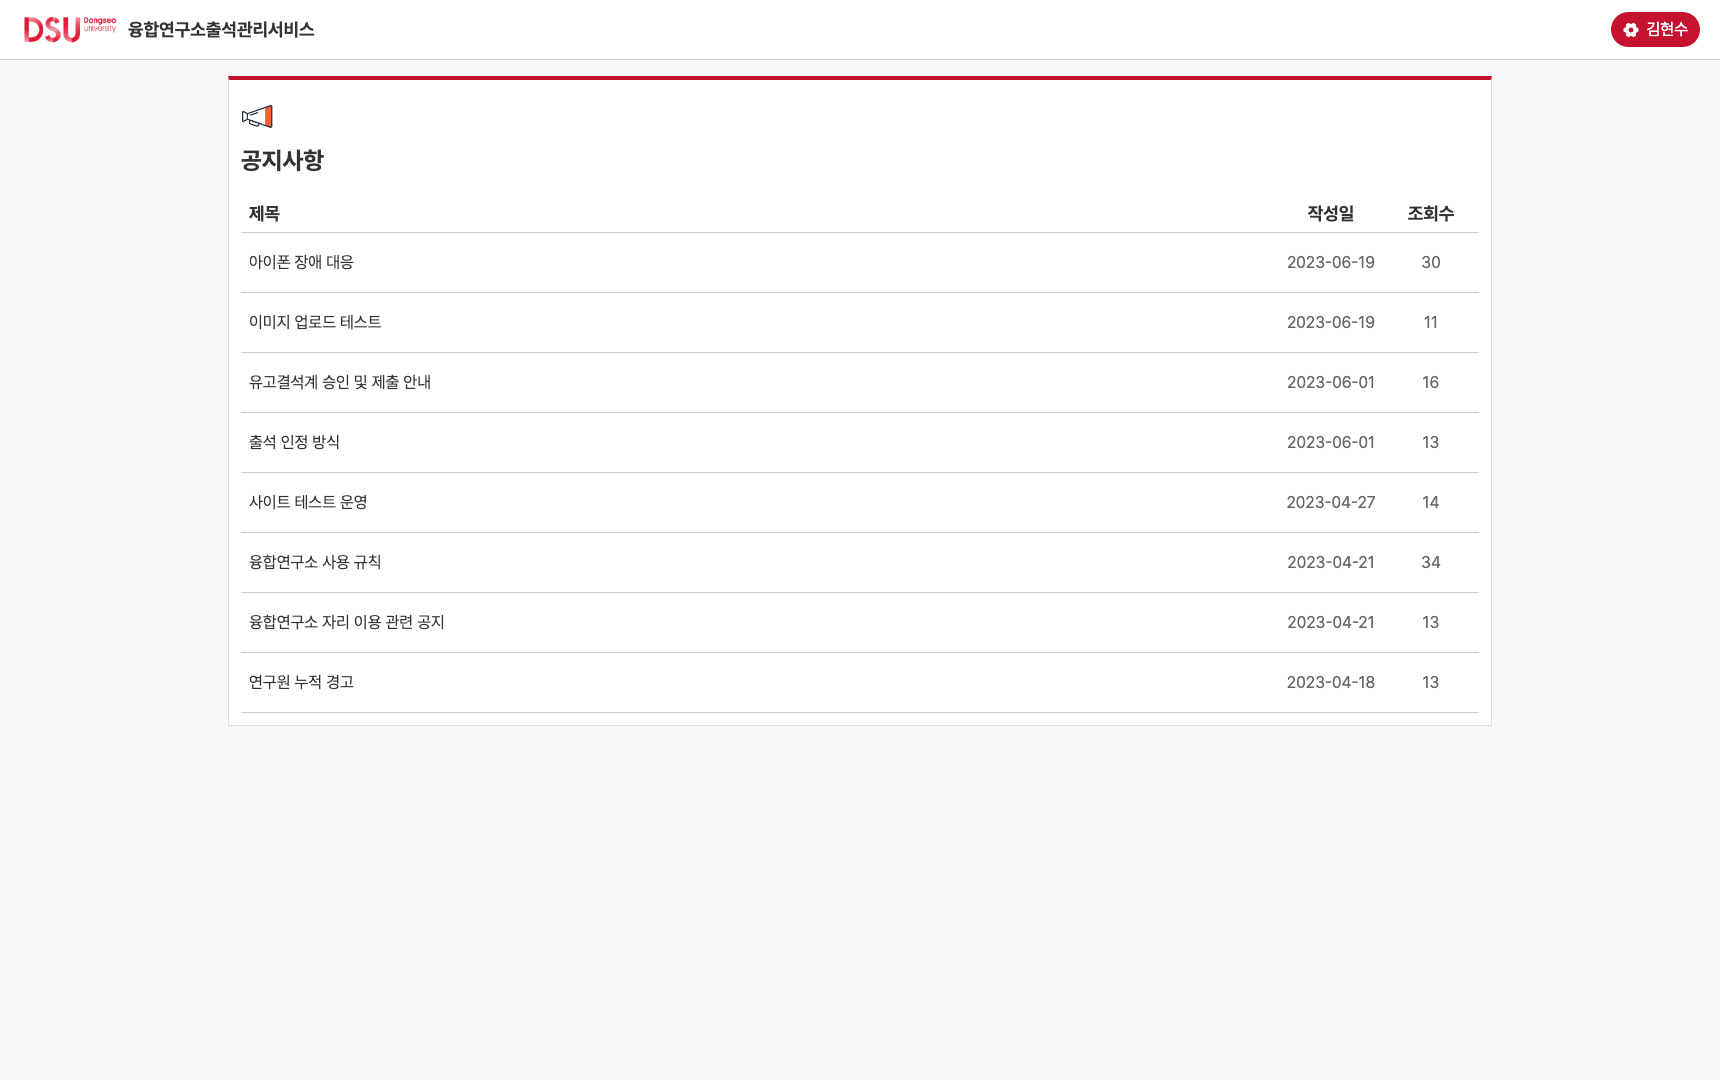 DSU Dongseo University 융합연구소출석관리서비스 김현수
공지사항
제목 작성일 조회수
아이폰 장애 대응 2023-06-19 30
이미지 업로드 테스트 2023-06-19 11
유고결석계 승인 및 제출 안내 2023-06-01 16
출석 인정 방식 2023-06-01 13
사이트 테스트 운영 2023-04-27 14
융합연구소 사용 규칙 2023-04-21 34
융합연구소 자리 이용 관련 공지 2023-04-21 13
연구원 누적 경고 2023-04-18 13